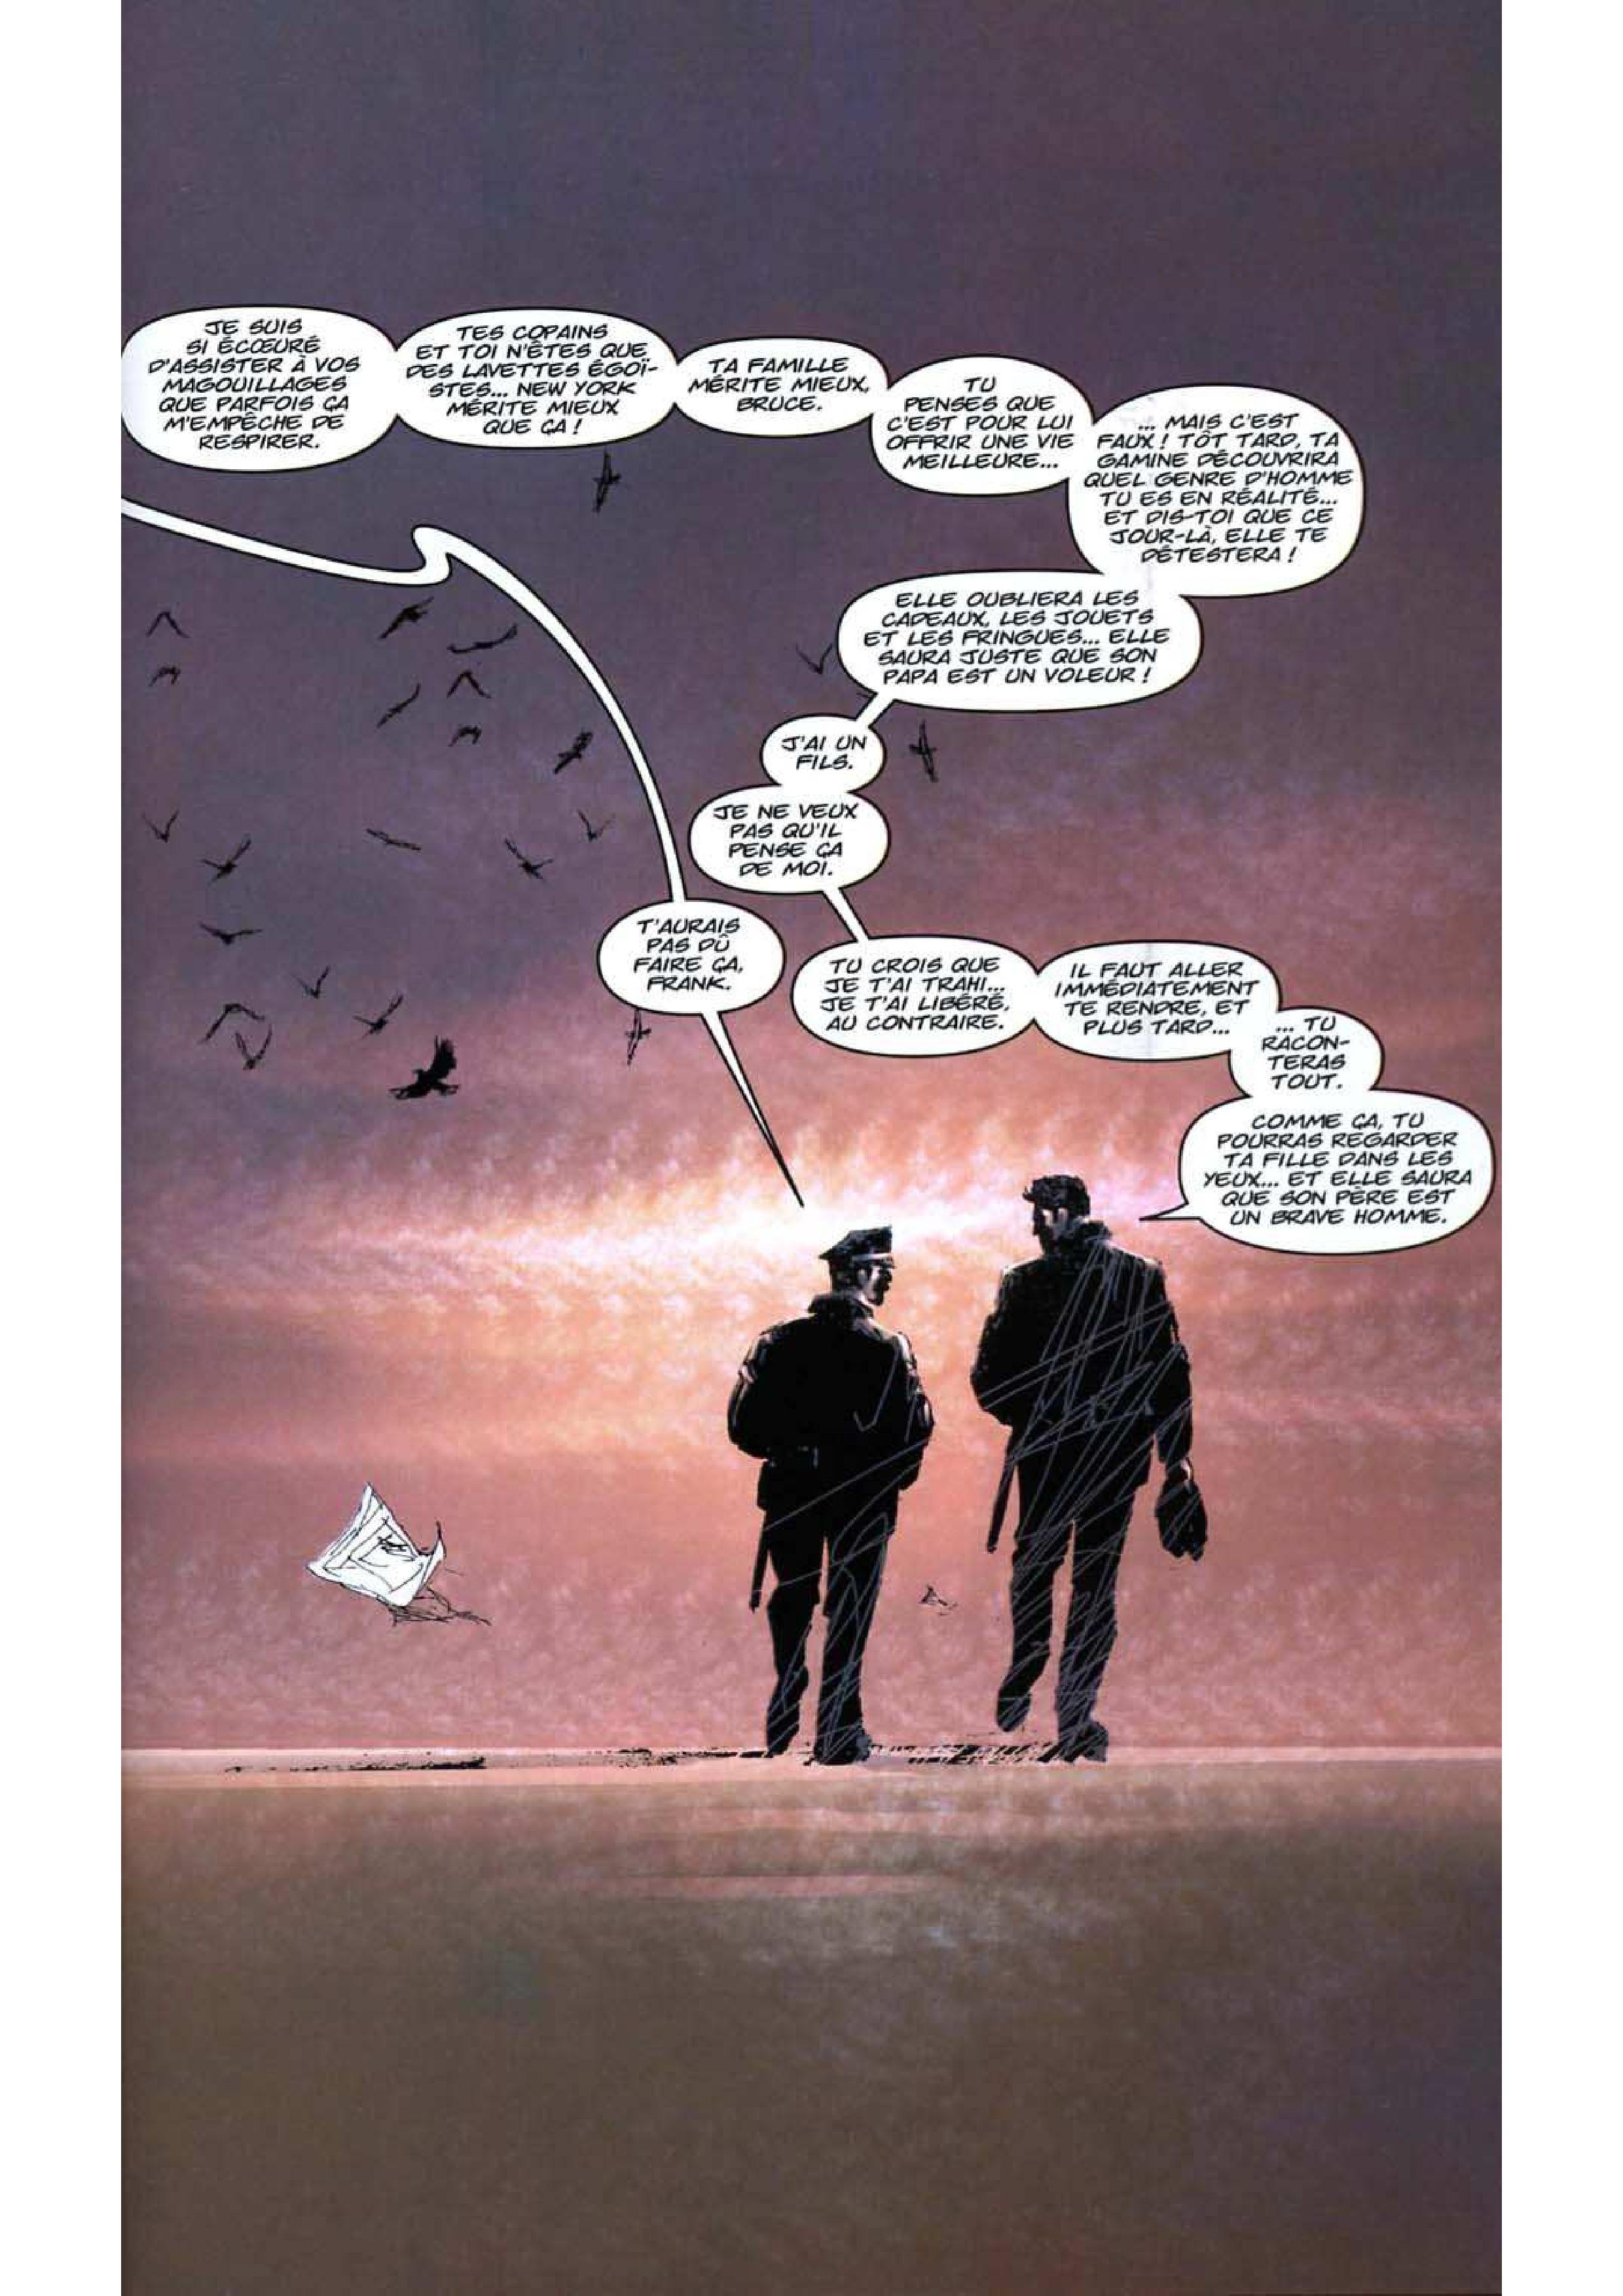 JE SUIS
SI ÉCŒURÉ
D'ASSISTER À VOS
MAGOUILLAGES
QUE PARFOIS ÇA
M'EMPÊCHE DE
RESPIRER.
TES COPAINS
ET TOI N'ÊTES QUE
DES LAVETTES ÉGOÏ-
STES... NEW YORK
MÉRITE MIEUX
QUE ÇA !
TA FAMILLE
MÉRITE MIEUX,
BRUCE.
TU
PENSES QUE
C'EST POUR LUI
OFFRIR UNE VIE
MEILLEURE...
... MAIS C'EST
FAUX ! TÔT TARD, TA
GAMINE DÉCOUVRIRA
QUEL GENRE D'HOMME
TU ES EN RÉALITÉ...
ET DIS-TOI QUE CE
JOUR-LÀ, ELLE TE
DÉTESTERA !
ELLE OUBLIERA LES
CADEAUX, LES JOUETS
ET LES FRINGUES... ELLE
SAURA JUSTE QUE SON
PAPA EST UN VOLEUR !
J'AI UN
FILS.
JE NE VEUX
PAS QU'IL
PENSE ÇA
DE MOI.
T'AURAIS
PAS DÛ
FAIRE ÇA,
FRANK.
TU CROIS QUE
JE T'AI TRAHI...
JE T'AI LIBÉRÉ,
AU CONTRAIRE.
IL FAUT ALLER
IMMÉDIATEMENT
TE RENDRE, ET
PLUS TARD...
... TU
RACON-
TERAS
TOUT.
COMME ÇA, TU
POURRAS REGARDER
TA FILLE DANS LES
YEUX... ET ELLE SAURA
QUE SON PÈRE EST
UN BRAVE HOMME.